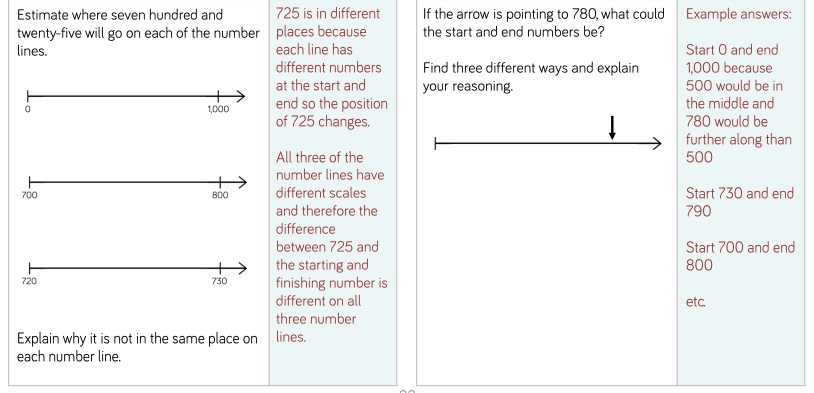 Estimate where seven hundred and
twenty-five will go on each of the number
lines.
0
1,000
700
800
720
730
Explain why it is not in the same place on
each number line.
725 is in different
places because
each line has
different numbers
at the start and
end so the position
of 725 changes.
All three of the
number lines have
different scales
and therefore the
difference
between 725 and
the starting and
finishing number is
different on all
three number
lines.
If the arrow is pointing to 780, what could
the start and end numbers be?
Find three different ways and explain
your reasoning.
Example answers:
Start 0 and end
1,000 because
500 would be in
the middle and
780 would be
further along than
500
Start 730 and end
790
Start 700 and end
800
etc.